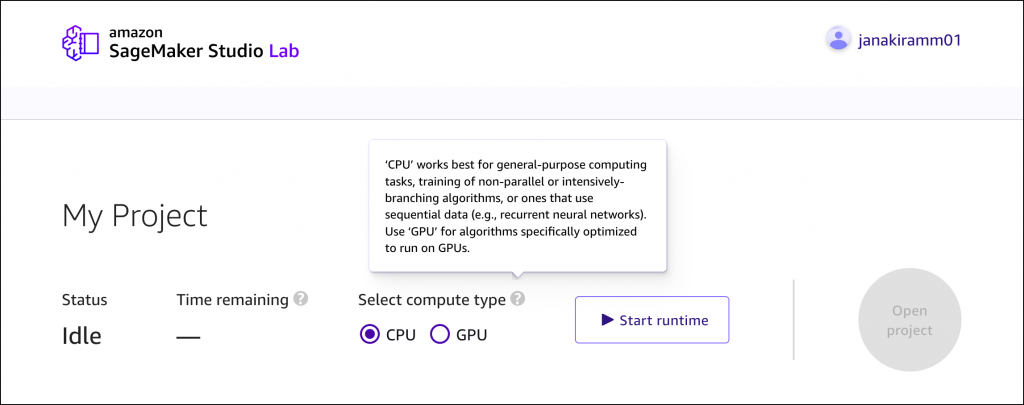 amazon
SageMaker Studio Lab
janakiramm01
‘CPU’ works best for general-purpose computing
tasks, training of non-parallel or intensively-
branching algorithms, or ones that use
sequential data (e.g., recurrent neural networks).
Use ‘GPU’ for algorithms specifically optimized
to run on GPUs.
My Project
Status
Time remaining ?
Select compute type ?
Idle
—
CPU
GPU
Start runtime
Open
project